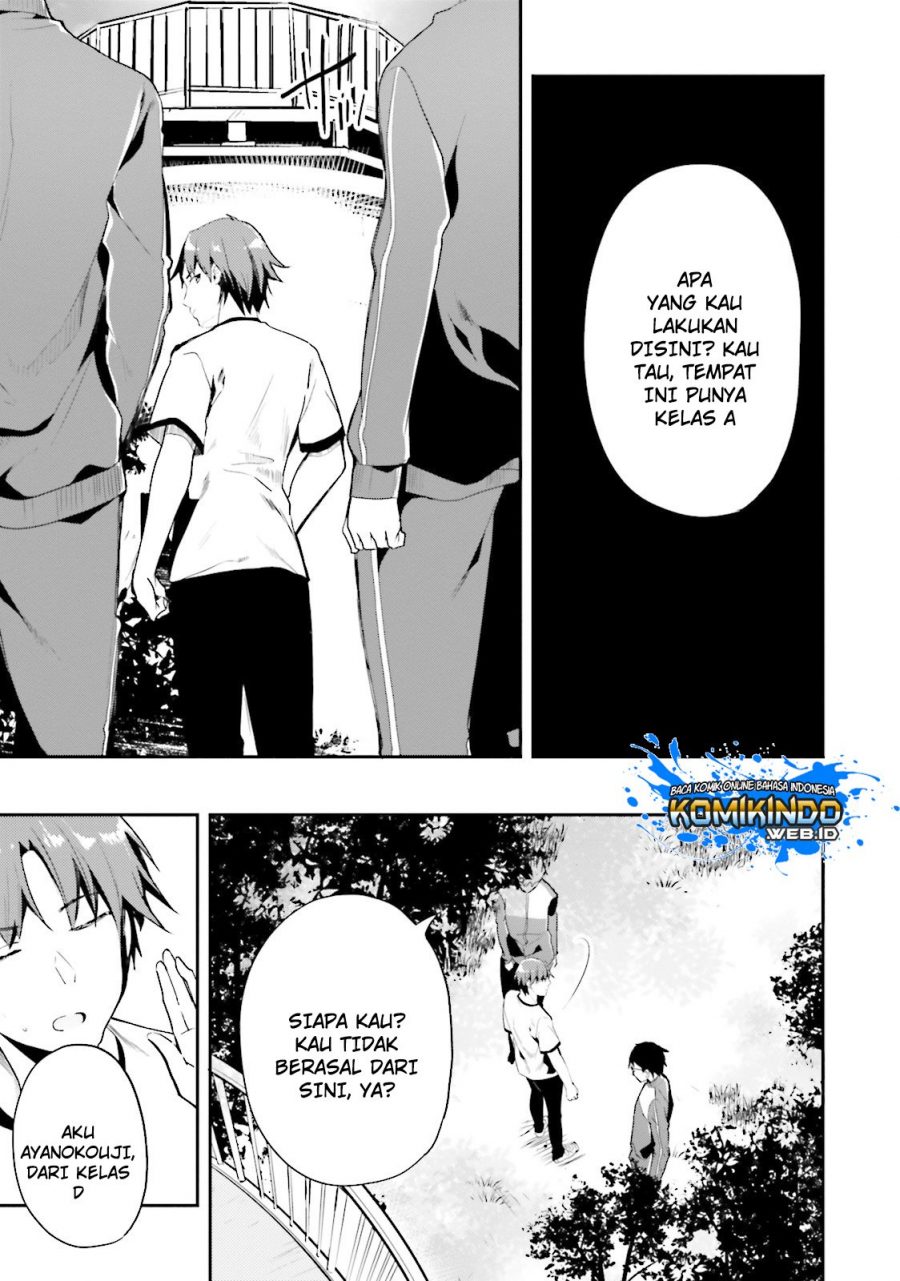 APA
YANG KAU
LAKUKAN
DISINI? KAU
TAU, TEMPAT
INI PUNYA
KELAS A
BACA KOMIK ONLINE BAHASA INDONESIA
KOMIKINDO
WEB.ID
SIAPA KAU?
KAU TIDAK
BERASAL DARI
SINI, YA?
AKU
AYANOKOUJI,
DARI KELAS
D